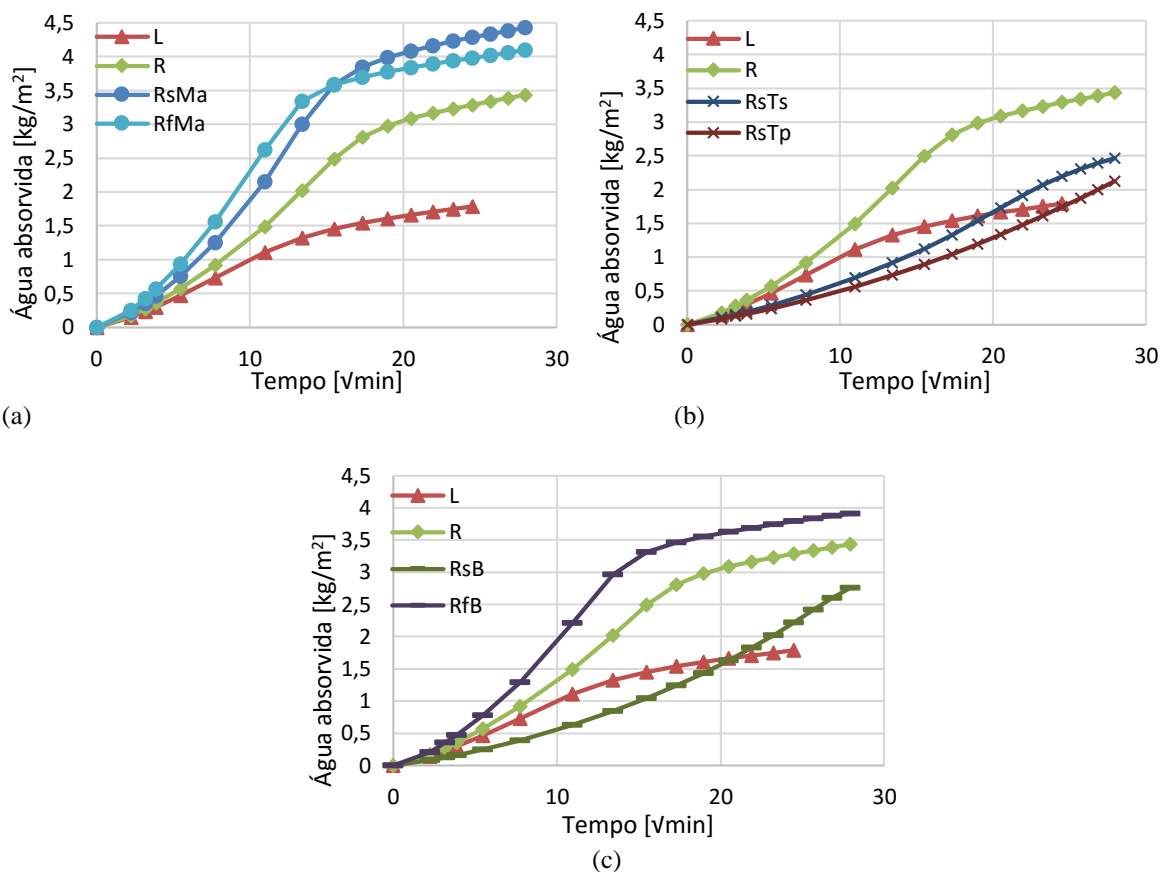 4,5
4
3,5
3
2,5
2
1,5
1
0,5
0
Água absorvida [kg/m²]
L
R
RsMa
RfMa
0 10 20 30
Tempo [√min]
(a)
4,5
4
3,5
3
2,5
2
1,5
1
0,5
0
Água absorvida [kg/m²]
L
R
RsTs
RsTp
0 10 20 30
Tempo [√min]
(b)
4,5
4
3,5
3
2,5
2
1,5
1
0,5
0
Água absorvida [kg/m²]
L
R
RsB
RfB
0 10 20 30
Tempo [√min]
(c)